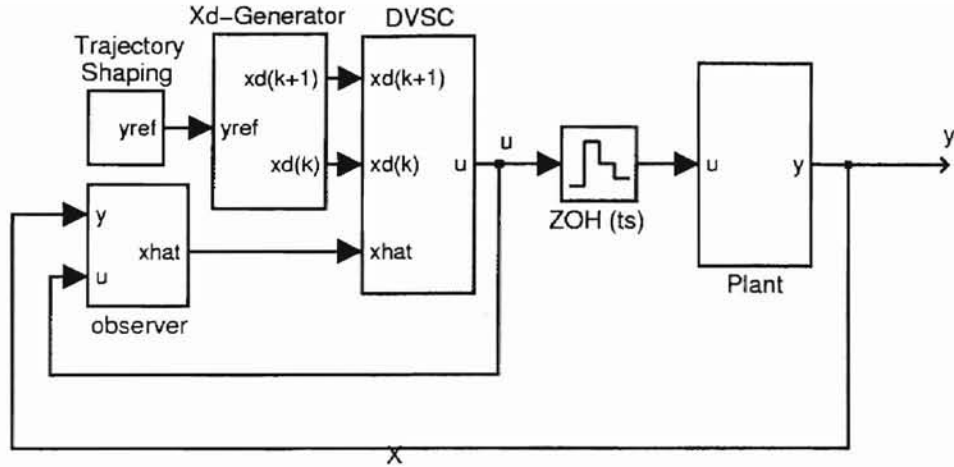 Xd-Generator
DVSC
Trajectory
Shaping
yref
yref
xd(k+1)
xd(k)
xd(k+1)
xd(k)
xhat
u
u
ZOH (ts)
u
y
Plant
y
y
u
xhat
observer
X